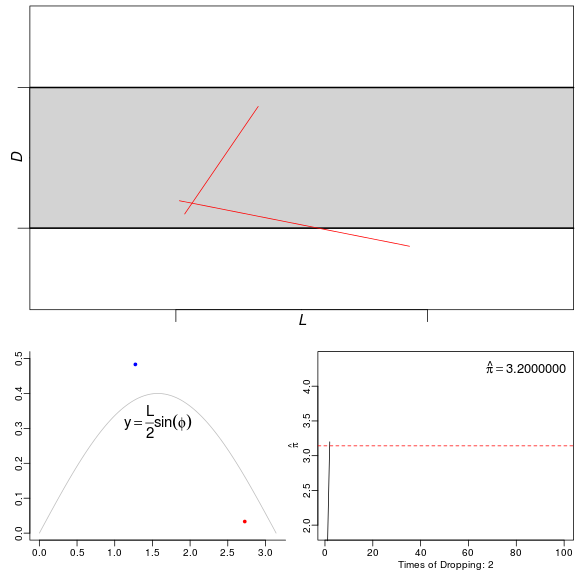 D
L
0.5
0.4
0.3
0.2
0.1
0.0
y = L/2 sin(ϕ)
0.0 0.5 1.0 1.5 2.0 2.5 3.0
π̂ = 3.2000000
4.0
3.5
3.0
2.5
2.0
π̂
0 20 40 60 80 100
Times of Dropping: 2